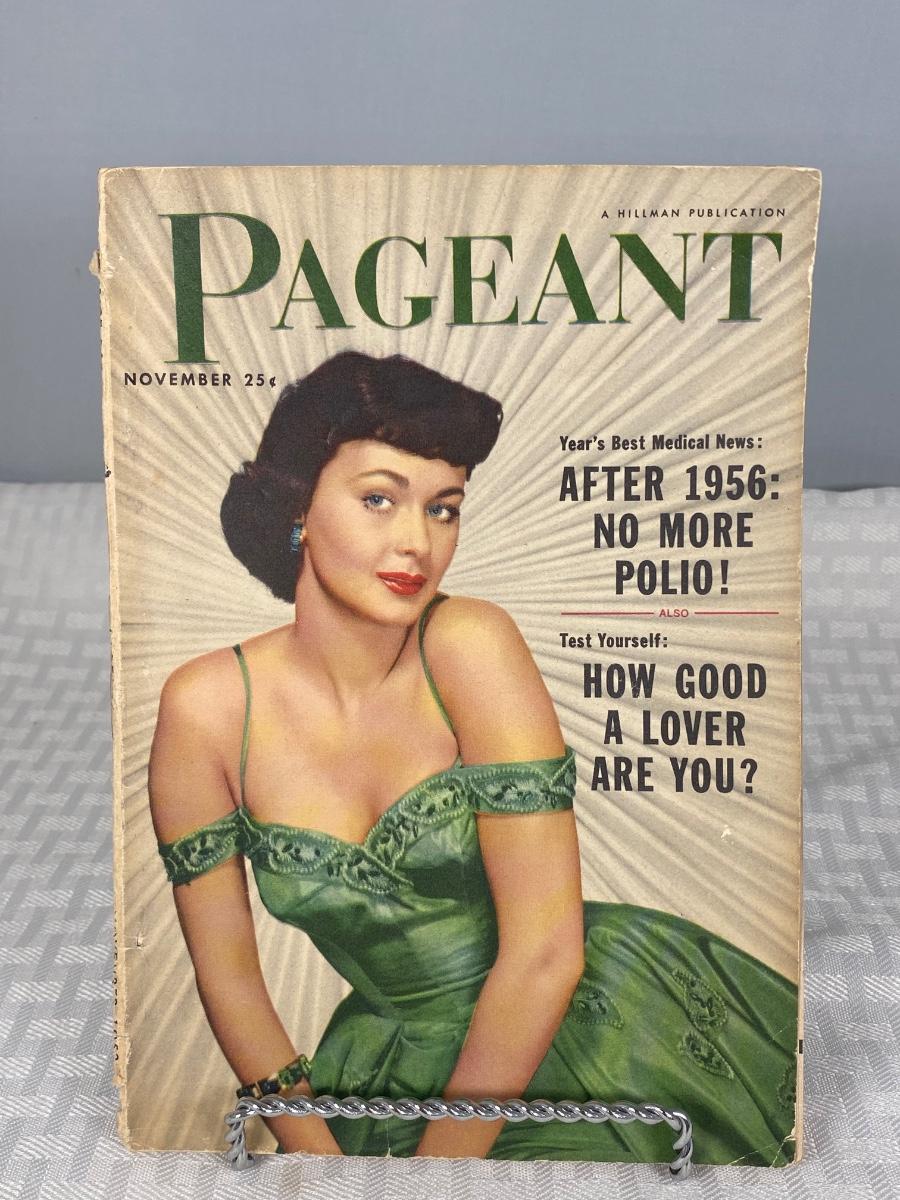 A HILLMAN PUBLICATION
PAGEANT
NOVEMBER 25¢
Year's Best Medical News:
AFTER 1956:
NO MORE
POLIO!
ALSO
Test Yourself:
HOW GOOD
A LOVER
ARE YOU?